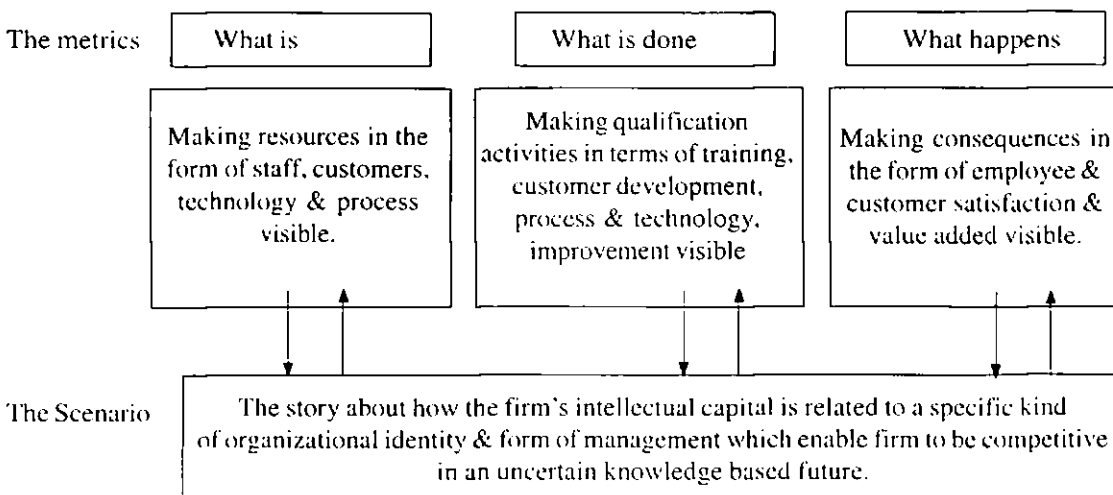 The metrics
What is
What is done
What happens
Making resources in the
form of staff, customers,
technology & process
visible.
Making qualification
activities in terms of training,
customer development,
process & technology,
improvement visible
Making consequences in
the form of employee &
customer satisfaction &
value added visible.
The Scenario
The story about how the firm's intellectual capital is related to a specific kind
of organizational identity & form of management which enable firm to be competitive
in an uncertain knowledge based future.